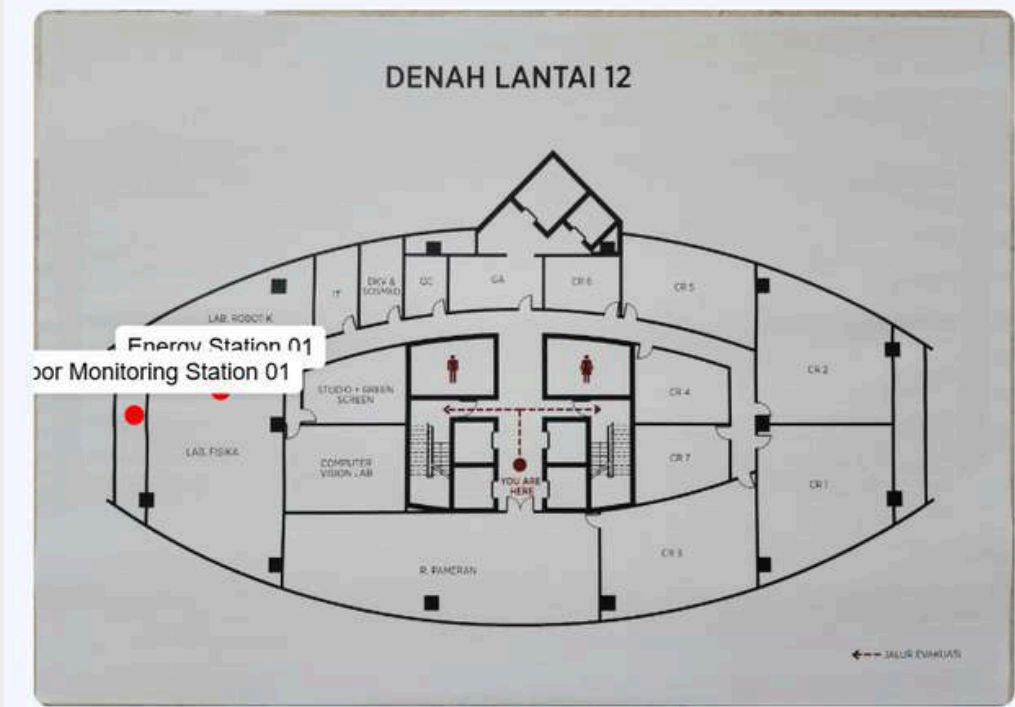 DENAH LANTAI 12
IT
DKV &
SOSMED
GA
CR 6
CR 5
LAB. ROBOTIK
Energy Station 01
oor Monitoring Station 01
STUDIO + GREEN
SCREEN
CR 4
CR 2
LAB. FISIKA
COMPUTER
VISION LAB
CR 7
CR 1
YOU ARE
HERE
CR 3
R. PAMERAN
JALUR EVAKUASI